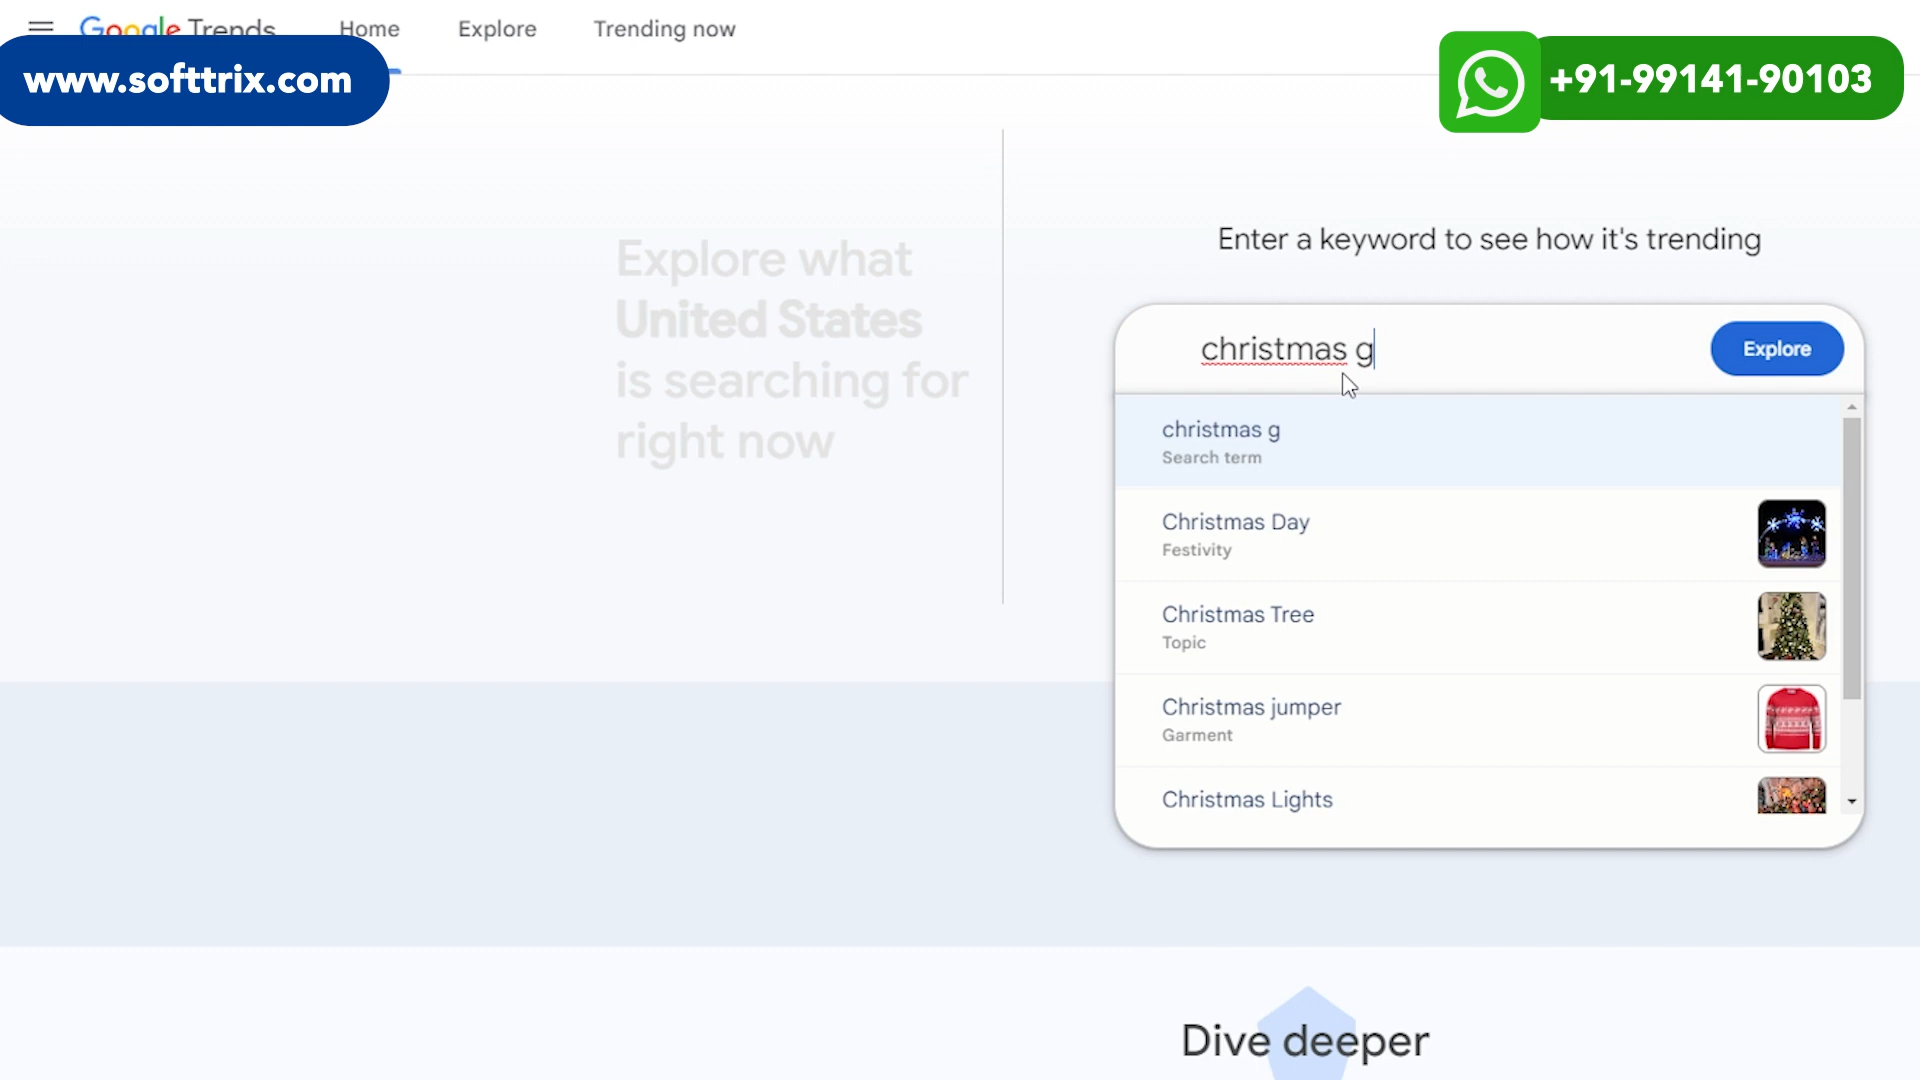 Google Trends
Home
Explore
Trending now
www.softtrix.com
+91-99141-90103
Explore what
United States
is searching for
right now
Enter a keyword to see how it's trending
christmas g
Explore
christmas g
Search term
Christmas Day
Festivity
Christmas Tree
Topic
Christmas jumper
Garment
Christmas Lights
Dive deeper